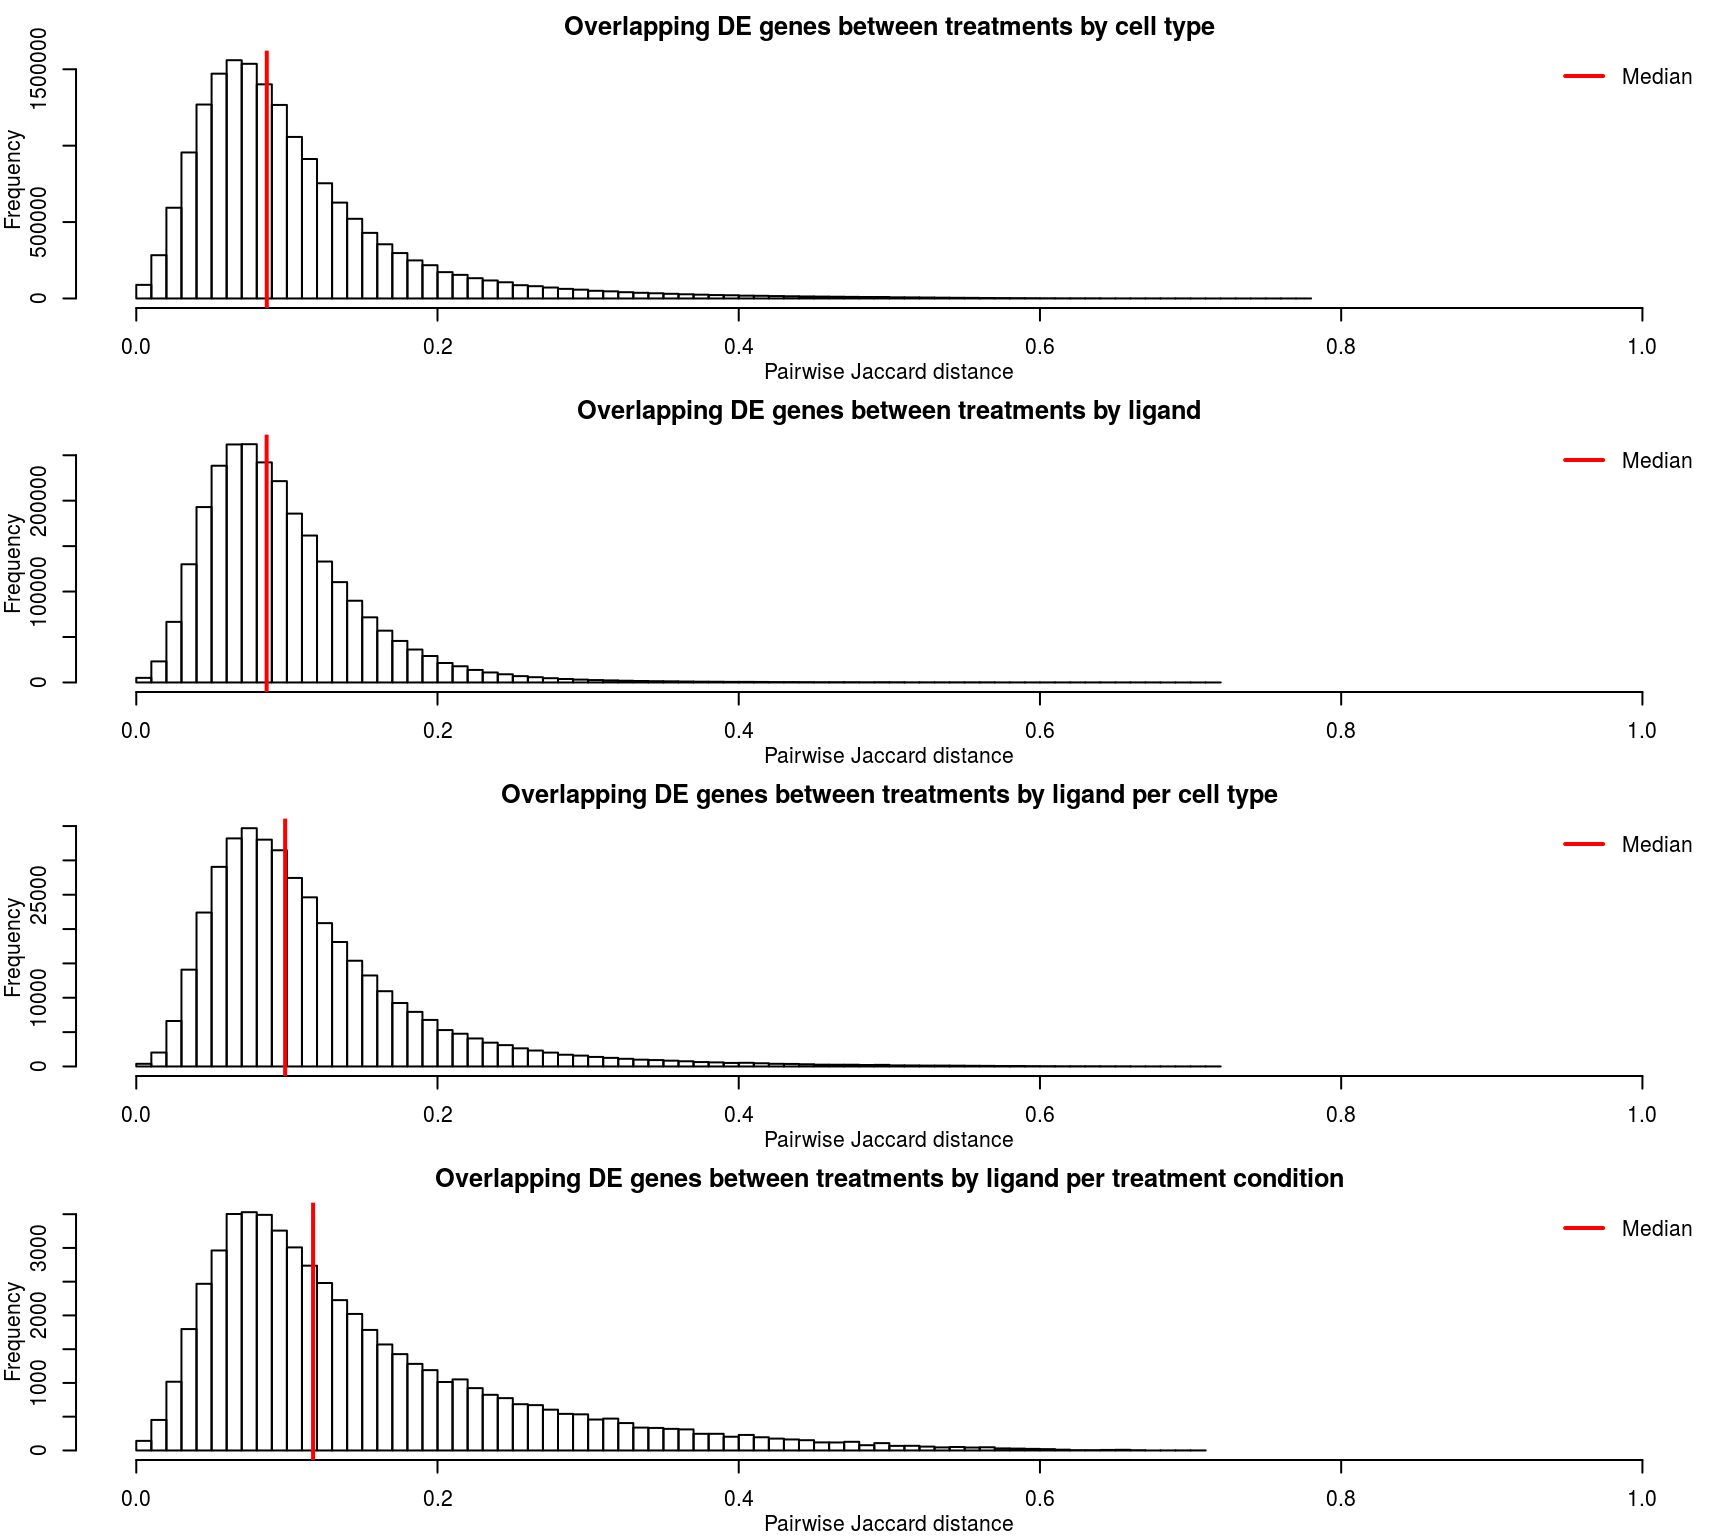 Overlapping DE genes between treatments by cell type
Median
Frequency
0 500000 1500000
0.0 0.2 0.4 0.6 0.8 1.0
Pairwise Jaccard distance
Overlapping DE genes between treatments by ligand
Median
Frequency
0 100000 200000
0.0 0.2 0.4 0.6 0.8 1.0
Pairwise Jaccard distance
Overlapping DE genes between treatments by ligand per cell type
Median
Frequency
0 10000 25000
0.0 0.2 0.4 0.6 0.8 1.0
Pairwise Jaccard distance
Overlapping DE genes between treatments by ligand per treatment condition
Median
Frequency
0 1000 2000 3000
0.0 0.2 0.4 0.6 0.8 1.0
Pairwise Jaccard distance